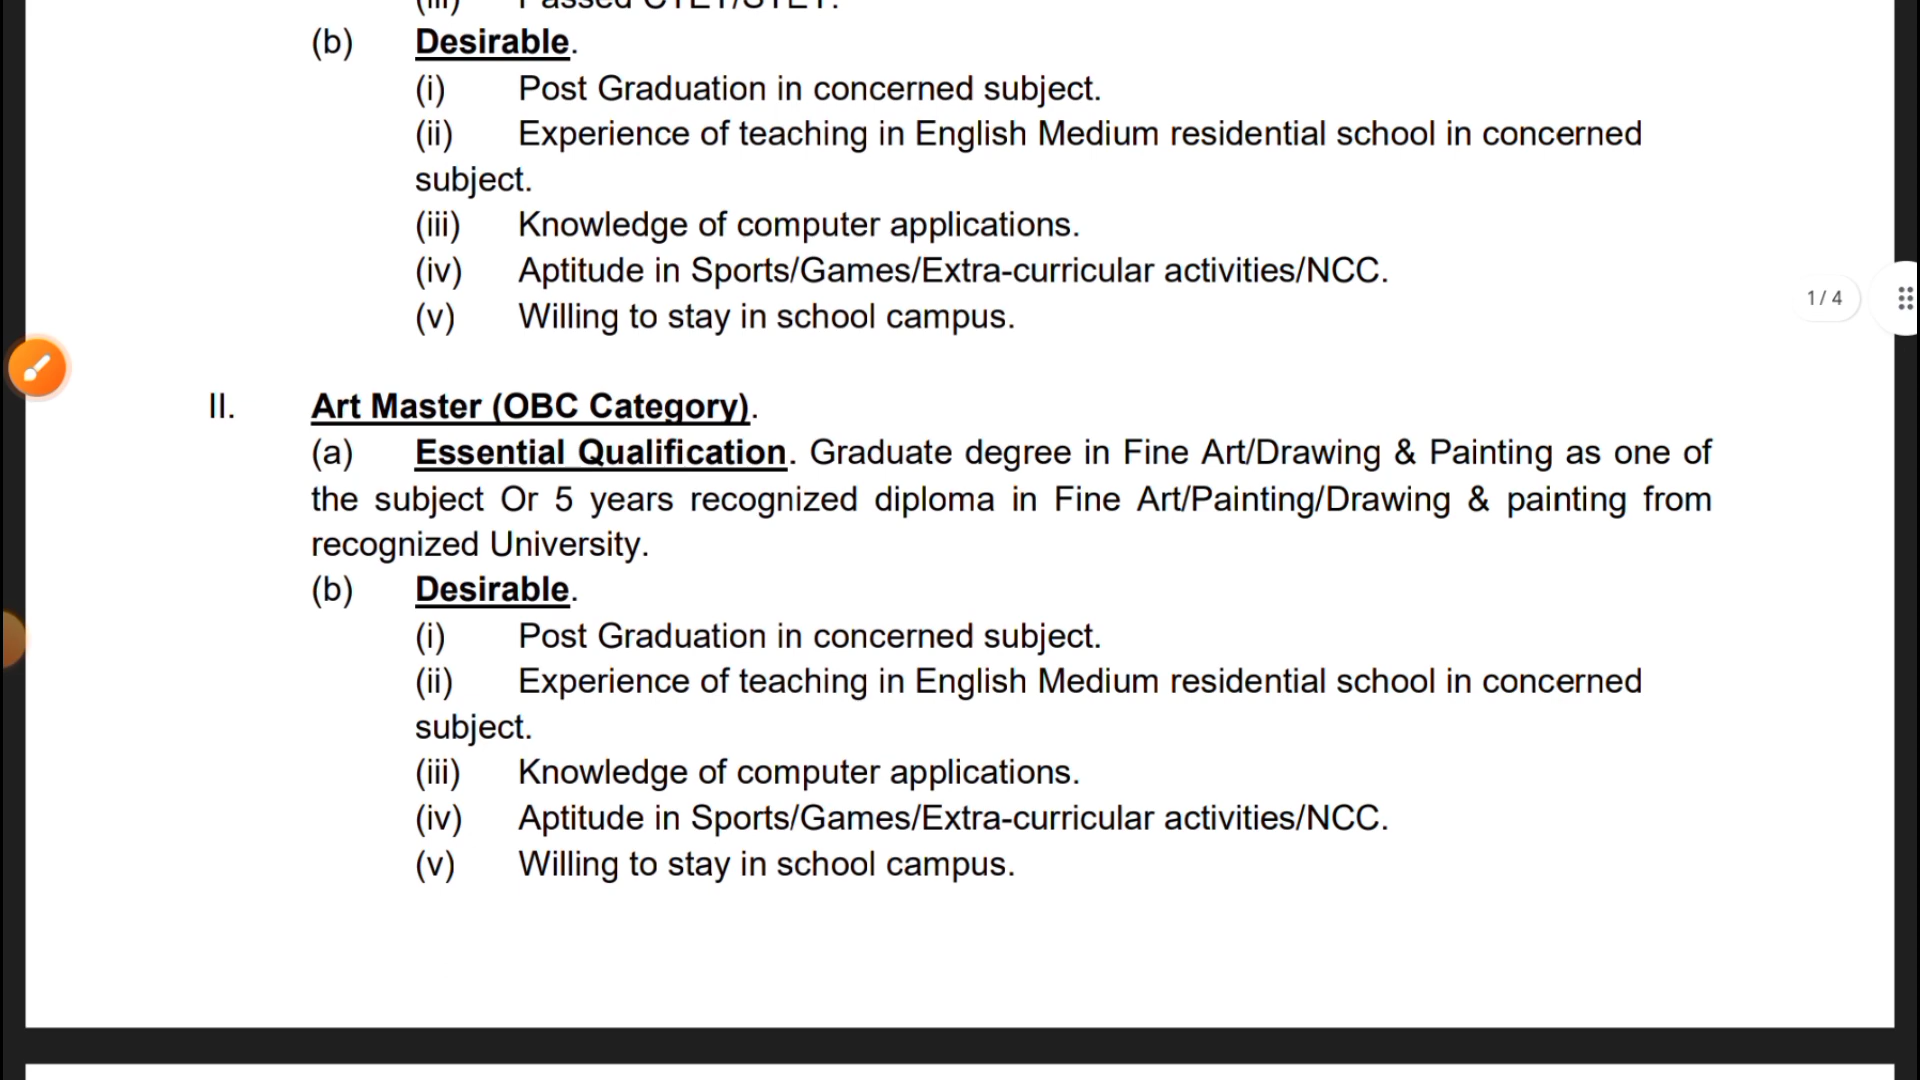 (iii) Passed CTET/STET.
(b) Desirable.
(i) Post Graduation in concerned subject.
(ii) Experience of teaching in English Medium residential school in concerned
subject.
(iii) Knowledge of computer applications.
(iv) Aptitude in Sports/Games/Extra-curricular activities/NCC.
1 / 4
(v) Willing to stay in school campus.
II. Art Master (OBC Category).
(a) Essential Qualification. Graduate degree in Fine Art/Drawing & Painting as one of
the subject Or 5 years recognized diploma in Fine Art/Painting/Drawing & painting from
recognized University.
(b) Desirable.
(i) Post Graduation in concerned subject.
(ii) Experience of teaching in English Medium residential school in concerned
subject.
(iii) Knowledge of computer applications.
(iv) Aptitude in Sports/Games/Extra-curricular activities/NCC.
(v) Willing to stay in school campus.